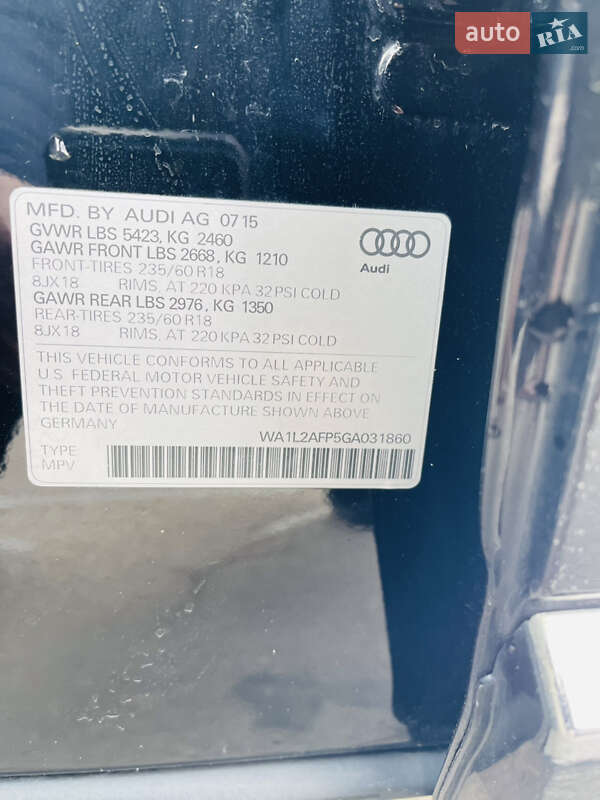 auto RIA .com
MFD. BY AUDI AG 07 15
GVWR LBS 5423, KG 2460
GAWR FRONT LBS 2668, KG 1210
FRONT-TIRES 235/60 R18
8JX18 RIMS, AT 220 KPA 32 PSI COLD
GAWR REAR LBS 2976, KG 1350
REAR-TIRES 235/60 R18
8JX18 RIMS, AT 220 KPA 32 PSI COLD
Audi
THIS VEHICLE CONFORMS TO ALL APPLICABLE
U.S. FEDERAL MOTOR VEHICLE SAFETY AND
THEFT PREVENTION STANDARDS IN EFFECT ON
THE DATE OF MANUFACTURE SHOWN ABOVE
GERMANY
WA1L2AFP5GA031860
TYPE
MPV